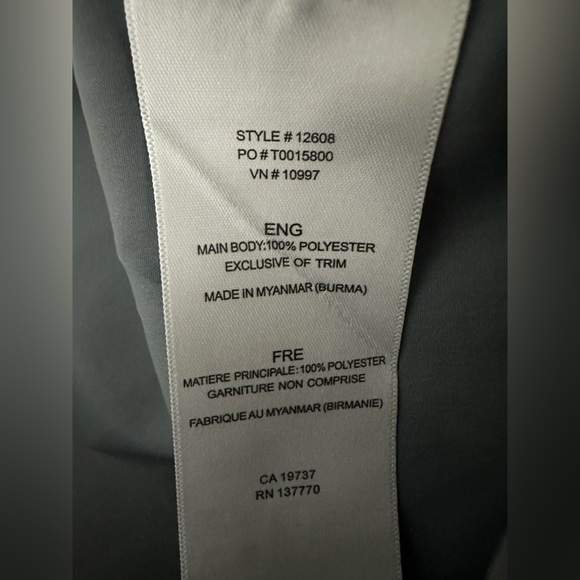 STYLE # 12608
PO # T0015800
VN # 10997
ENG
MAIN BODY:100% POLYESTER
EXCLUSIVE OF TRIM
MADE IN MYANMAR (BURMA)
FRE
MATIERE PRINCIPALE:100% POLYESTER
GARNITURE NON COMPRISE
FABRIQUE AU MYANMAR (BIRMANIE)
CA 19737
RN 137770